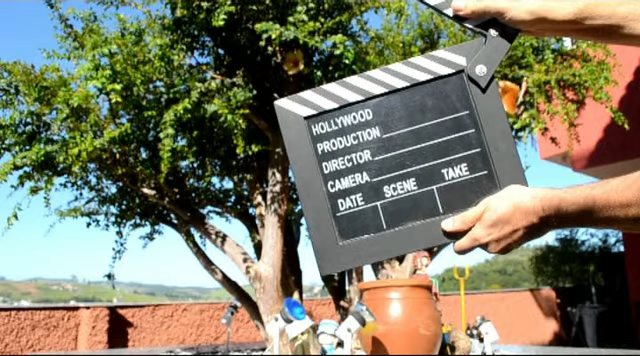 HOLLYWOOD
PRODUCTION
DIRECTOR
CAMERA
DATE SCENE TAKE